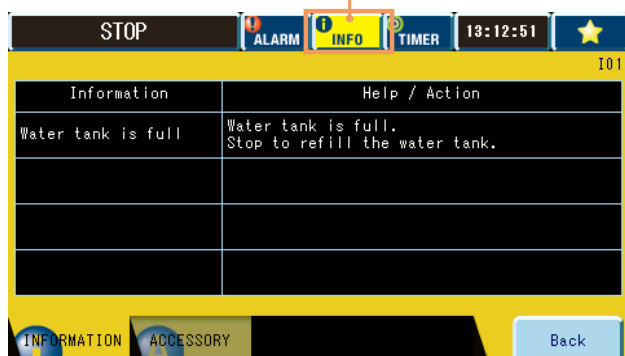 STOP
ALARM
INFO
TIMER
13:12:51
I01
Information
Help / Action
Water tank is full
Water tank is full.
Stop to refill the water tank.
INFORMATION
ACCESSORY
Back